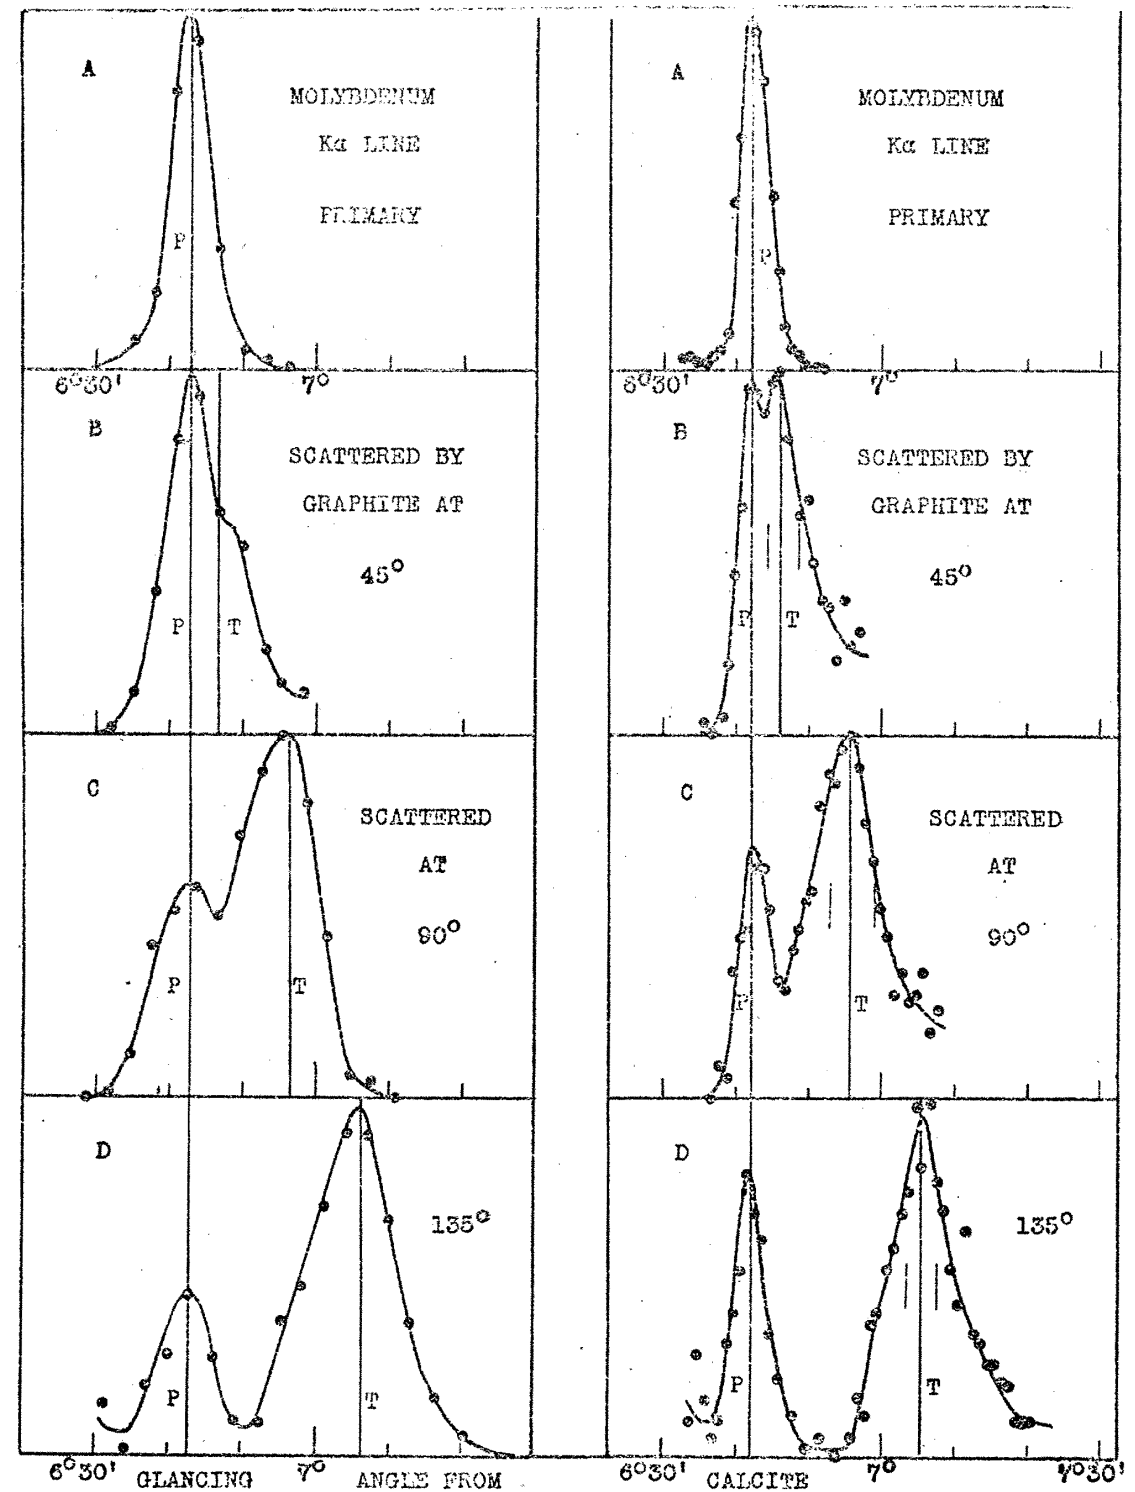 A
MOLYBDENUM
Kα LINE
PRIMARY
P
6°30'
7°
B
SCATTERED BY
GRAPHITE AT
45°
P
T
C
SCATTERED
AT
90°
P
T
D
135°
P
T
6°30'
7°
A
MOLYBDENUM
Kα LINE
PRIMARY
P
6°30'
7°
B
SCATTERED BY
GRAPHITE AT
45°
P
T
C
SCATTERED
AT
90°
P
T
D
135°
P
T
6°30'
7°
7°30'
GLANCING ANGLE FROM CALCITE